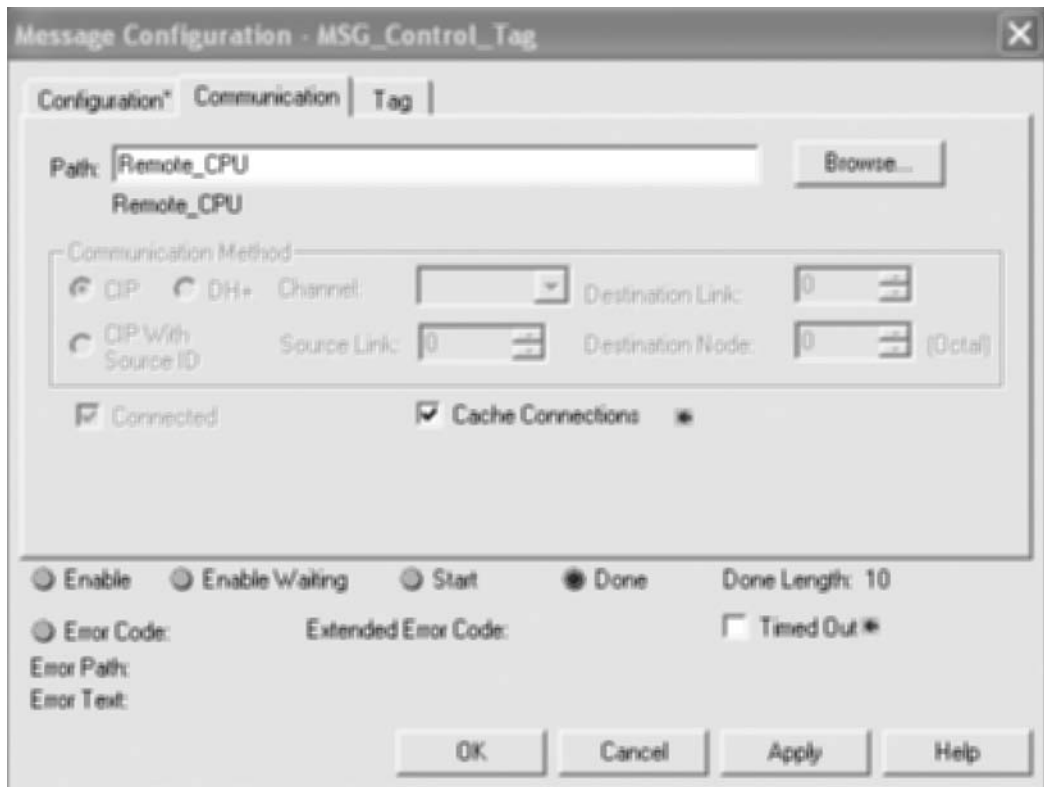 Message Configuration - MSG_Control_Tag
Configuration* Communication Tag
Path: Remote_CPU Browse...
Remote_CPU
Communication Method
CIP DH+ Channel: Destination Link: 0
CIP With Source ID Source Link: 0 Destination Node: 0 (Octal)
Connected Cache Connections
Enable Enable Waiting Start Done Done Length: 10
Error Code: Extended Error Code: Timed Out
Error Path:
Error Text:
OK Cancel Apply Help